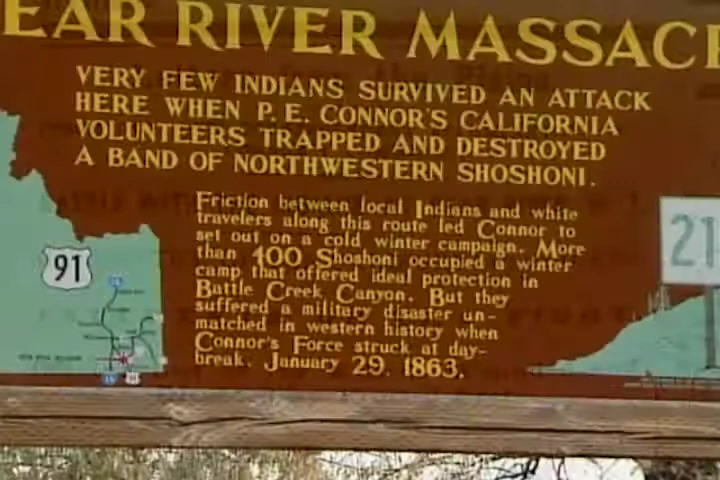 EAR RIVER MASSAC
VERY FEW INDIANS SURVIVED AN ATTACK
HERE WHEN P. E. CONNOR'S CALIFORNIA
VOLUNTEERS TRAPPED AND DESTROYED
A BAND OF NORTHWESTERN SHOSHONI.
Friction between local Indians and white
travelers along this route led Connor to
set out on a cold winter campaign. More
than 400 Shoshoni occupied a winter
camp that offered ideal protection in
Battle Creek Canyon. But they
suffered a military disaster un-
matched in western history when
Connor's Force struck at day-
break. January 29, 1863.
91
21